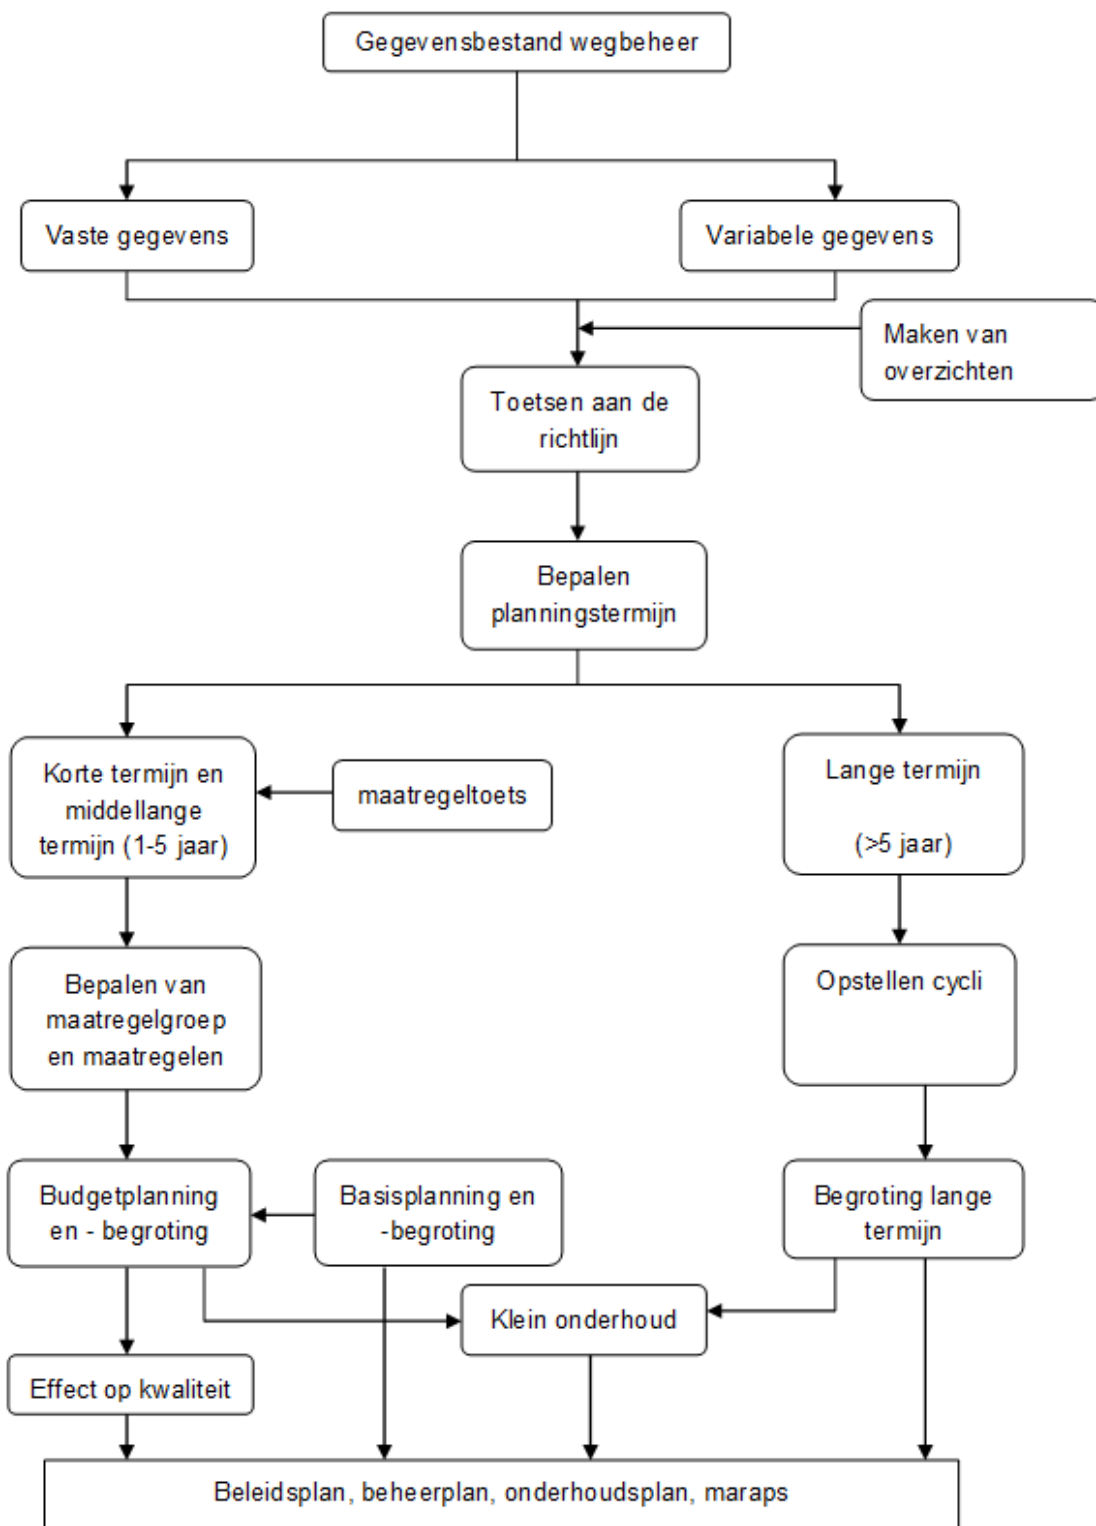 Gegevensbestand wegbeheer
Vaste gegevens
Variabele gegevens
Maken van
overzichten
Toetsen aan de
richtlijn
Bepalen
planningstermijn
Korte termijn en
middellange
termijn (1-5 jaar)
maatregeltoets
Lange termijn
(>5 jaar)
Bepalen van
maatregelgroep
en maatregelen
Opstellen cycli
Budgetplanning
en - begroting
Basisplanning en
-begroting
Begroting lange
termijn
Klein onderhoud
Effect op kwaliteit
Beleidsplan, beheerplan, onderhoudsplan, maraps